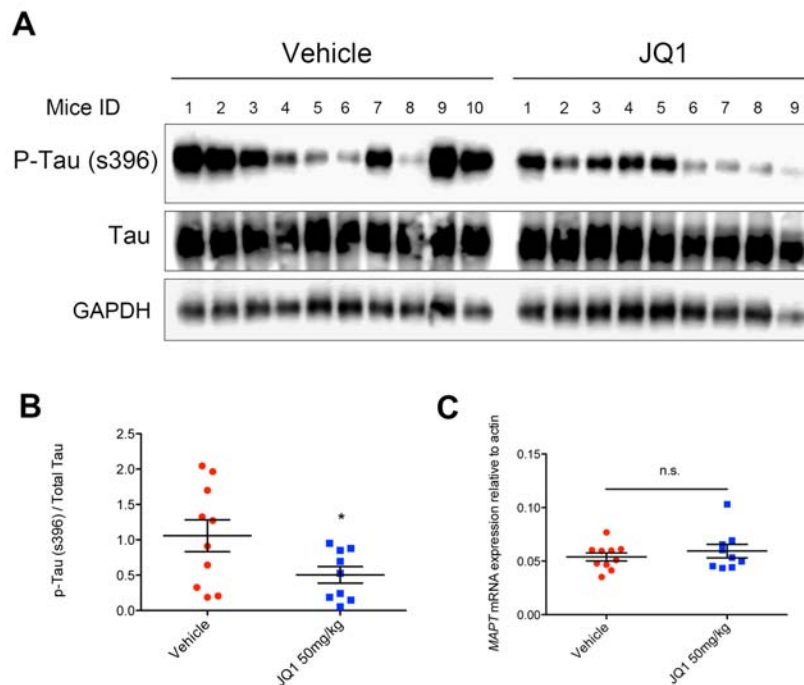 A
Vehicle JQ1
Mice ID 1 2 3 4 5 6 7 8 9 10 1 2 3 4 5 6 7 8 9
P-Tau (s396)
Tau
GAPDH
B
p-Tau (s396) / Total Tau
2.5
2.0
1.5
1.0
0.5
0.0
*
Vehicle
JQ1 50mg/kg
C
MAPT mRNA expression relative to actin
0.15
0.10
0.05
0.00
n.s.
Vehicle
JQ1 50mg/kg